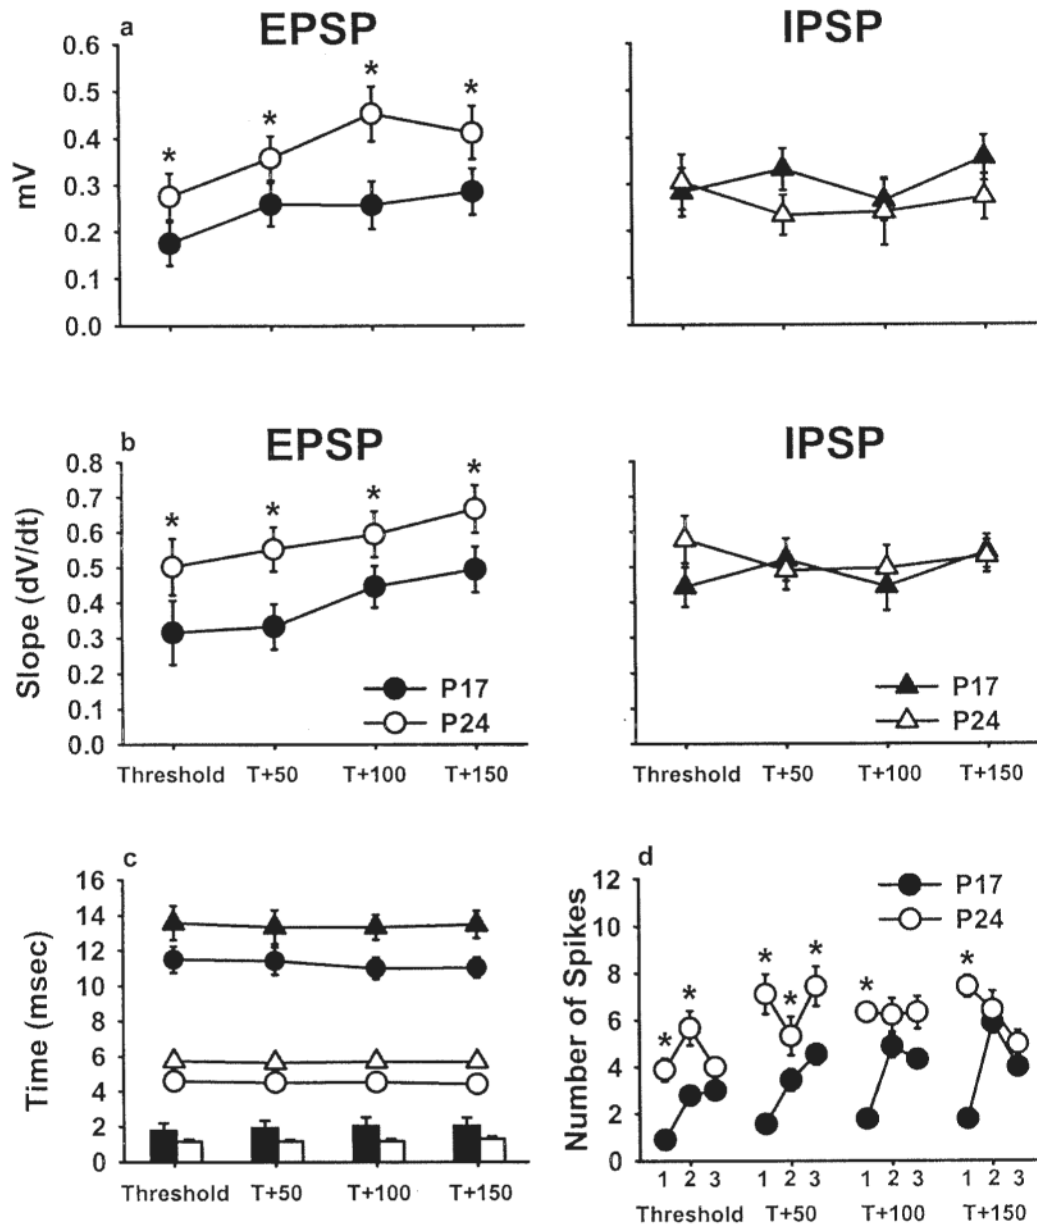 a
EPSP
IPSP
mV
0.6
0.5
0.4
0.3
0.2
0.1
0.0
*
*
*
*
b
EPSP
IPSP
Slope (dV/dt)
0.8
0.7
0.6
0.5
0.4
0.3
0.2
0.1
0.0
*
*
*
*
P17
P24
P17
P24
Threshold T+50 T+100 T+150
Threshold T+50 T+100 T+150
c
Time (msec)
16
14
12
10
8
6
4
2
0
Threshold T+50 T+100 T+150
d
Number of Spikes
12
10
8
6
4
2
0
P17
P24
* * * * * * *
1 2 3 1 2 3 1 2 3 1 2 3
Threshold T+50 T+100 T+150